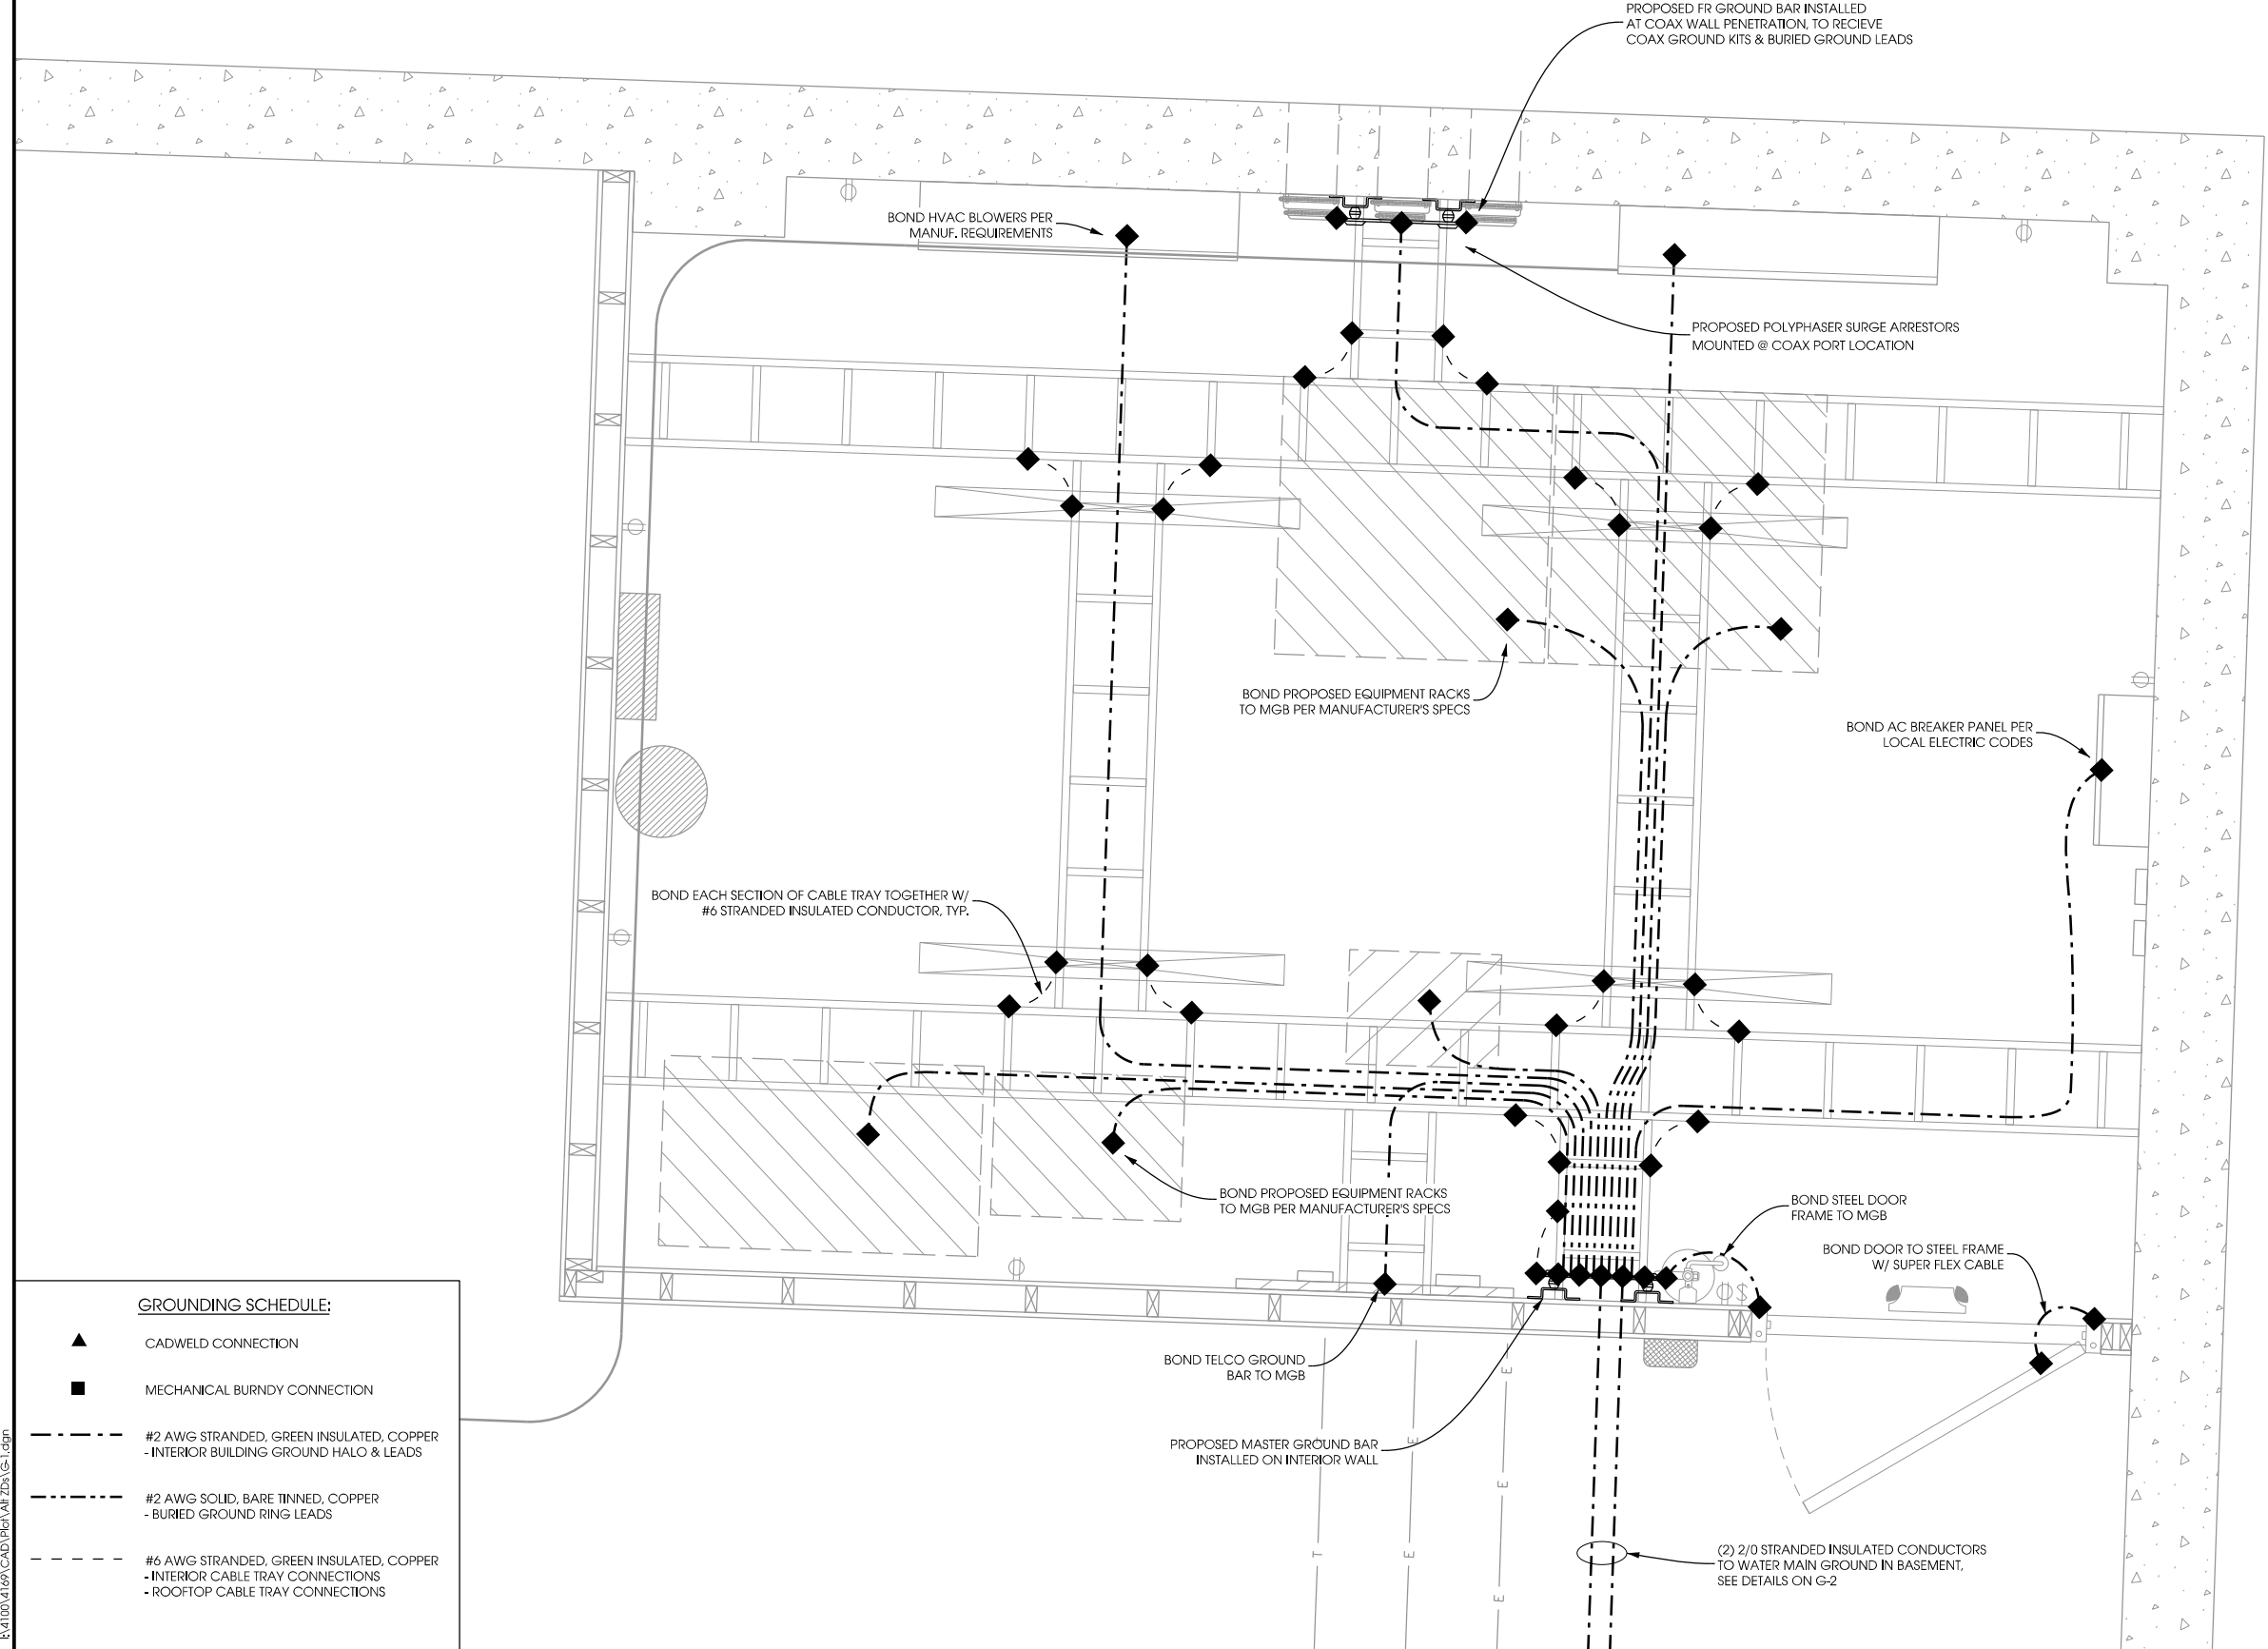 PROPOSED FR GROUND BAR INSTALLED
AT COAX WALL PENETRATION, TO RECIEVE
COAX GROUND KITS & BURIED GROUND LEADS
BOND HVAC BLOWERS PER
MANUF. REQUIREMENTS
PROPOSED POLYPHASER SURGE ARRESTORS
MOUNTED @ COAX PORT LOCATION
BOND PROPOSED EQUIPMENT RACKS
TO MGB PER MANUFACTURER'S SPECS
BOND AC BREAKER PANEL PER
LOCAL ELECTRIC CODES
BOND EACH SECTION OF CABLE TRAY TOGETHER W/
#6 STRANDED INSULATED CONDUCTOR, TYP.
BOND PROPOSED EQUIPMENT RACKS
TO MGB PER MANUFACTURER'S SPECS
BOND STEEL DOOR
FRAME TO MGB
BOND DOOR TO STEEL FRAME
W/ SUPER FLEX CABLE
$
BOND TELCO GROUND
BAR TO MGB
PROPOSED MASTER GROUND BAR
INSTALLED ON INTERIOR WALL
(2) 2/0 STRANDED INSULATED CONDUCTORS
TO WATER MAIN GROUND IN BASEMENT,
SEE DETAILS ON G-2
T
T
E
E
E
E
E
E
GROUNDING SCHEDULE:
CADWELD CONNECTION
MECHANICAL BURNDY CONNECTION
#2 AWG STRANDED, GREEN INSULATED, COPPER
- INTERIOR BUILDING GROUND HALO & LEADS
#2 AWG SOLID, BARE TINNED, COPPER
- BURIED GROUND RING LEADS
#6 AWG STRANDED, GREEN INSULATED, COPPER
- INTERIOR CABLE TRAY CONNECTIONS
- ROOFTOP CABLE TRAY CONNECTIONS